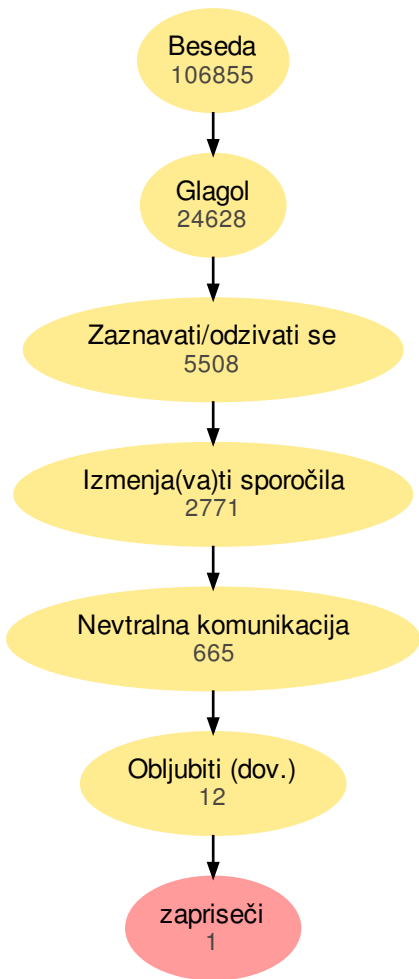 Beseda
106855
Glagol
24628
Zaznavati/odzivati se
5508
Izmenja(va)ti sporočila
2771
Nevtralna komunikacija
665
Obljubiti (dov.)
12
zapriseči
1